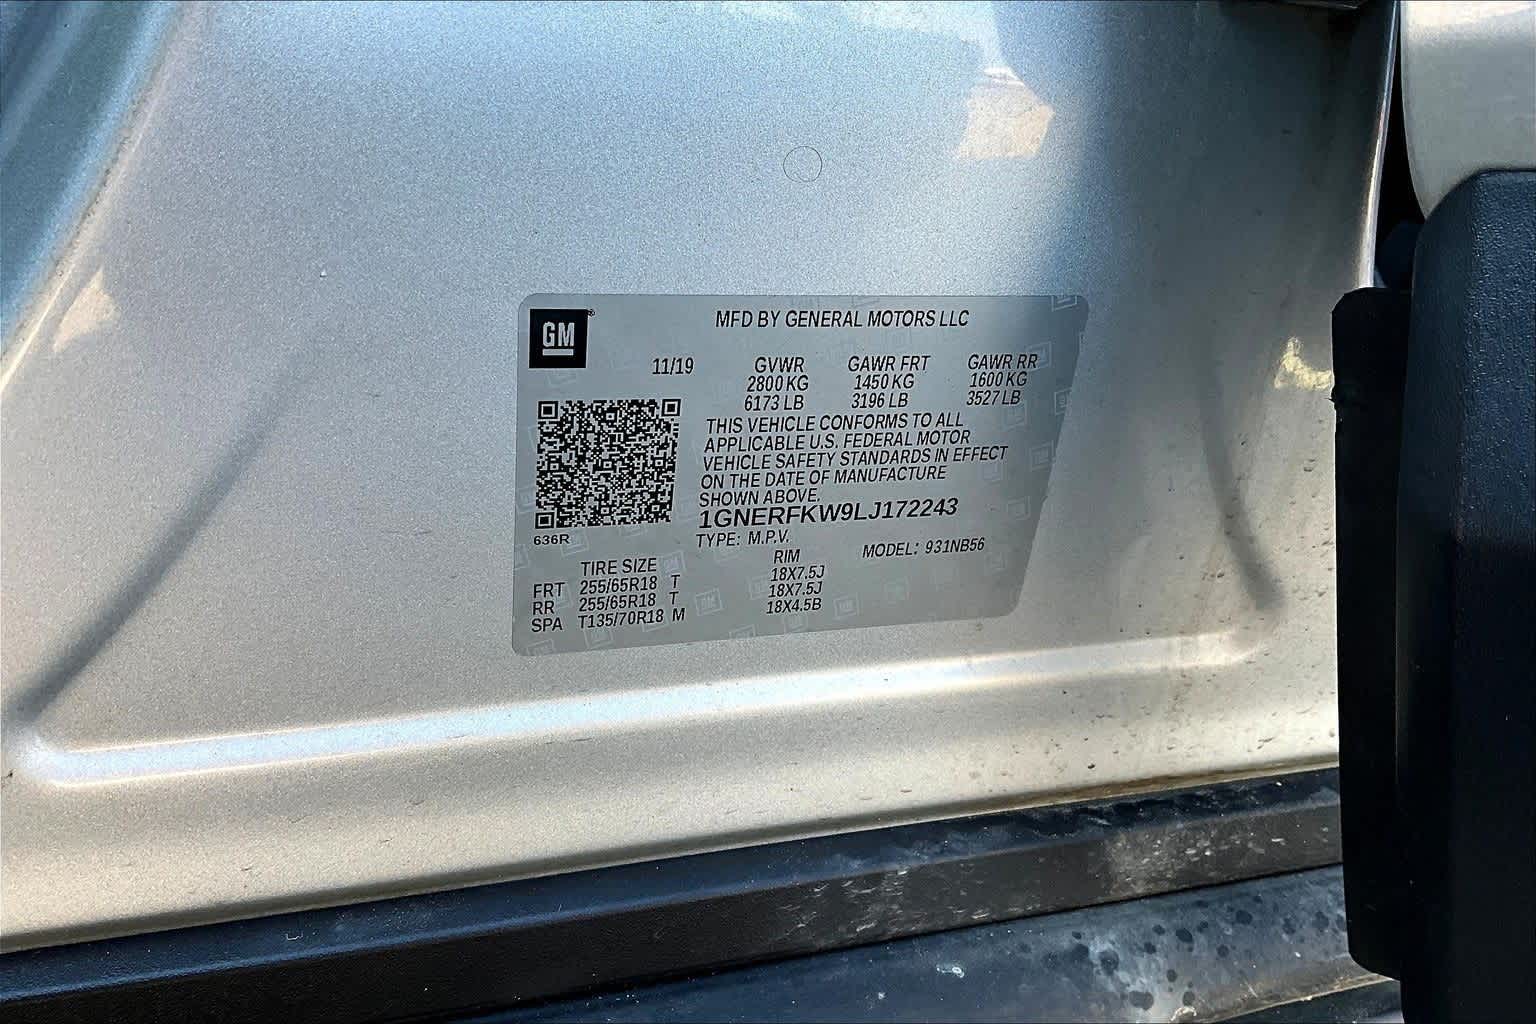 GM
MFD BY GENERAL MOTORS LLC
11/19 GVWR GAWR FRT GAWR RR
2800 KG 1450 KG 1600 KG
6173 LB 3196 LB 3527 LB
THIS VEHICLE CONFORMS TO ALL
APPLICABLE U.S. FEDERAL MOTOR
VEHICLE SAFETY STANDARDS IN EFFECT
ON THE DATE OF MANUFACTURE
SHOWN ABOVE.
1GNERFKW9LJ172243
636R
TYPE: M.P.V. MODEL: 931NB56
TIRE SIZE RIM
FRT 255/65R18 T 18X7.5J
RR 255/65R18 T 18X7.5J
SPA T135/70R18 M 18X4.5B